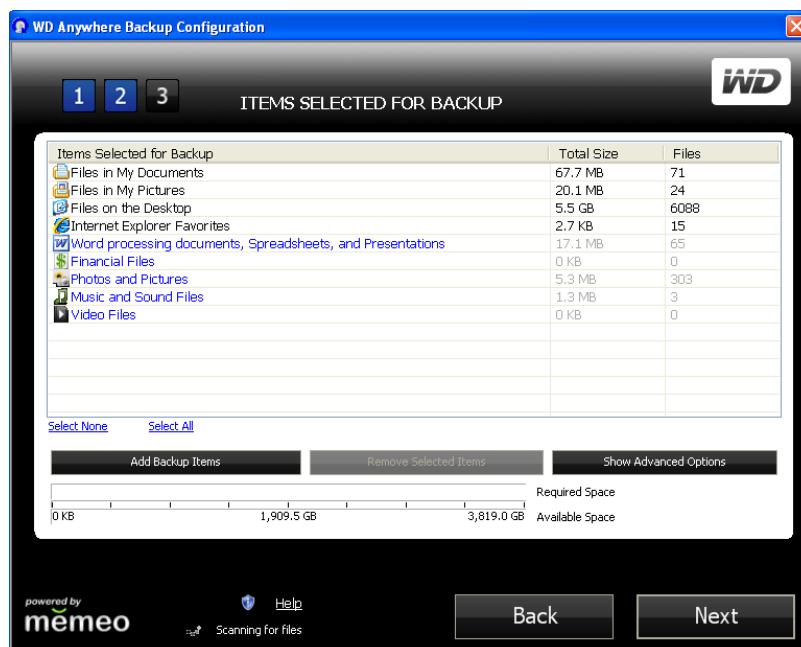 WD Anywhere Backup Configuration
1 2 3 ITEMS SELECTED FOR BACKUP
WD
Items Selected for Backup Total Size Files
Files in My Documents 67.7 MB 71
Files in My Pictures 20.1 MB 24
Files on the Desktop 5.5 GB 6088
Internet Explorer Favorites 2.7 KB 15
Word processing documents, Spreadsheets, and Presentations 17.1 MB 65
Financial Files 0 KB 0
Photos and Pictures 5.3 MB 303
Music and Sound Files 1.3 MB 3
Video Files 0 KB 0
Select None Select All
Add Backup Items Remove Selected Items Show Advanced Options
Required Space
0 KB 1,909.5 GB 3,819.0 GB Available Space
powered by
mĕmeo
Help
Scanning for files
Back Next